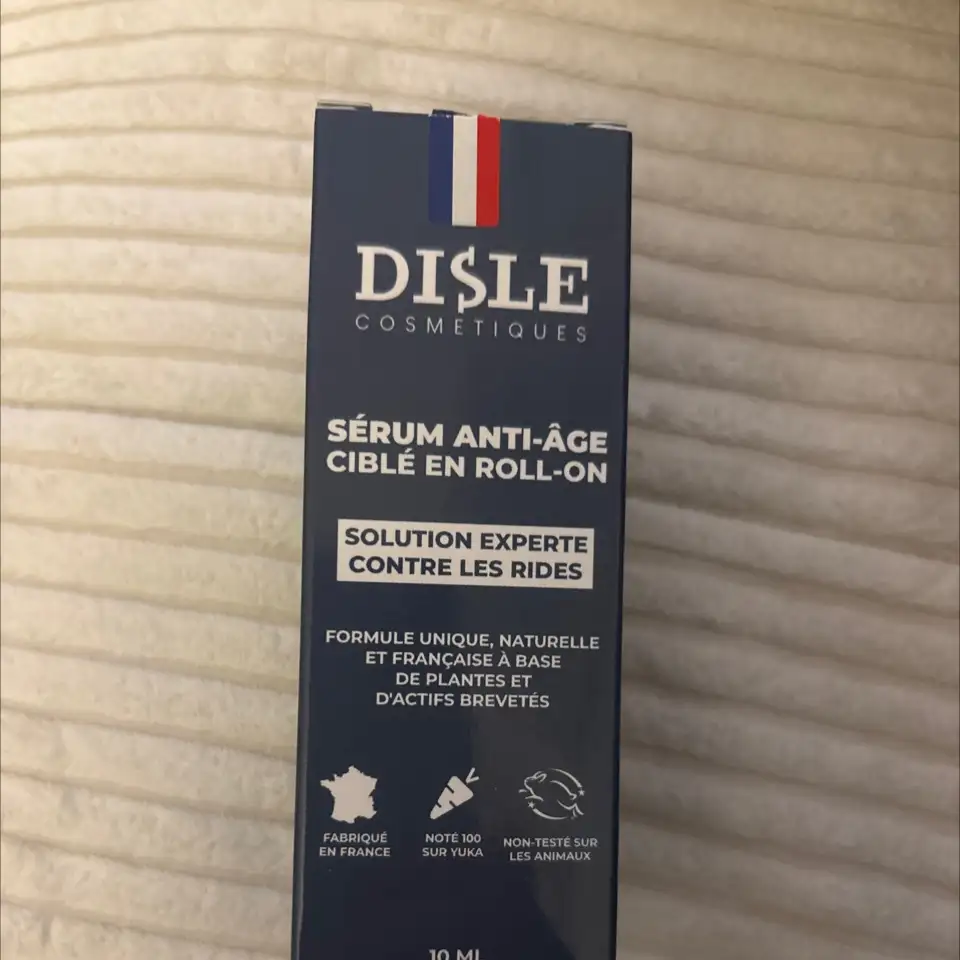 DI$LE
COSMETIQUES
SÉRUM ANTI-ÂGE
CIBLÉ EN ROLL-ON
SOLUTION EXPERTE
CONTRE LES RIDES
FORMULE UNIQUE, NATURELLE
ET FRANÇAISE À BASE
DE PLANTES ET
D'ACTIFS BREVETÉS
FABRIQUÉ
EN FRANCE
NOTÉ 100
SUR YUKA
NON-TESTÉ SUR
LES ANIMAUX
10 ML